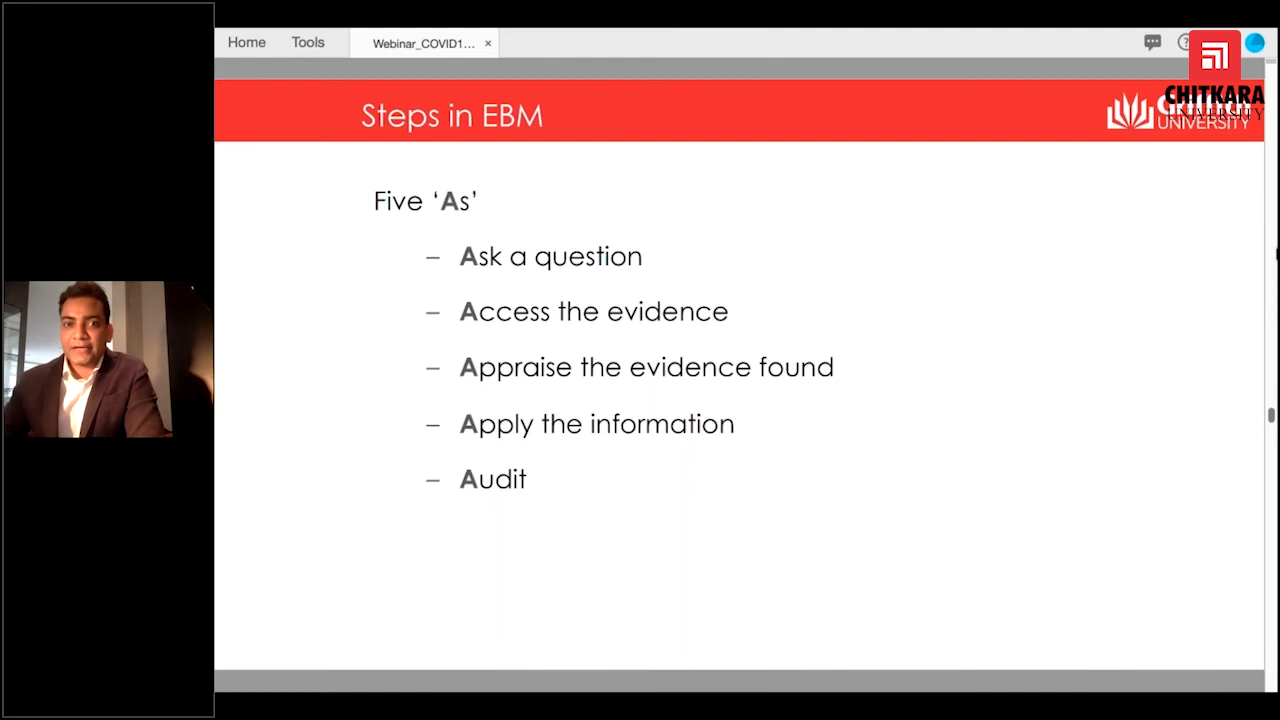 Home Tools Webinar_COVID1... ×
CHITKARA
UNIVERSITY
Steps in EBM
UNIVERSITY
Five ‘As’
– Ask a question
– Access the evidence
– Appraise the evidence found
– Apply the information
– Audit